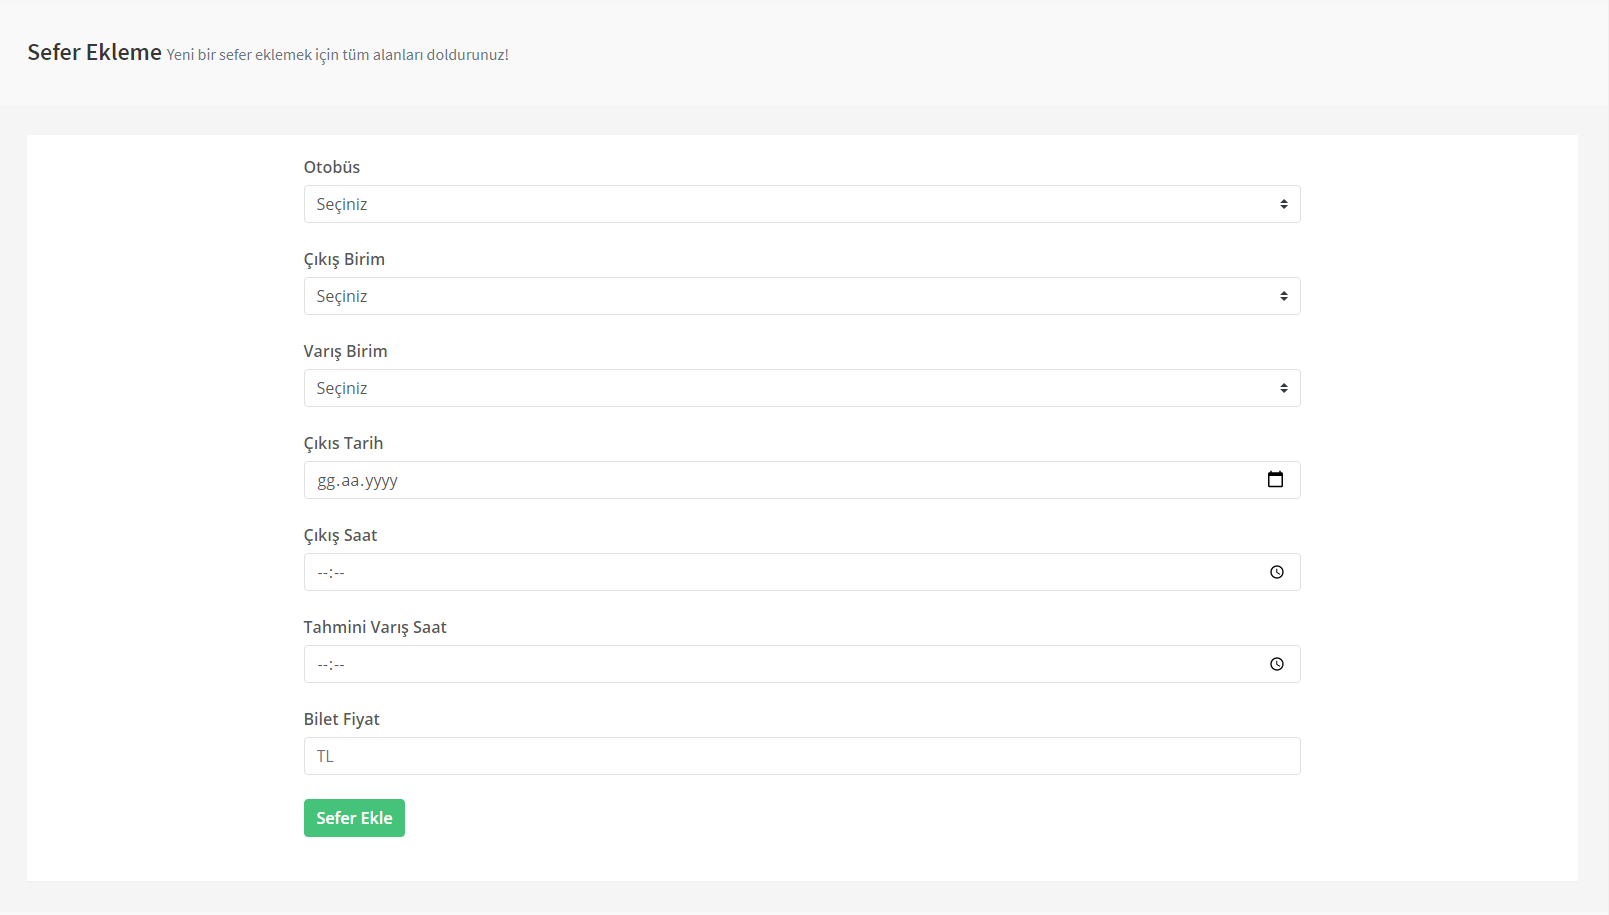 Sefer Ekleme Yeni bir sefer eklemek için tüm alanları doldurunuz!
Otobüs
Seçiniz
Çıkış Birim
Seçiniz
Varış Birim
Seçiniz
Çıkıs Tarih
gg.aa.yyyy
Çıkış Saat
--:--
Tahmini Varış Saat
--:--
Bilet Fiyat
TL
Sefer Ekle